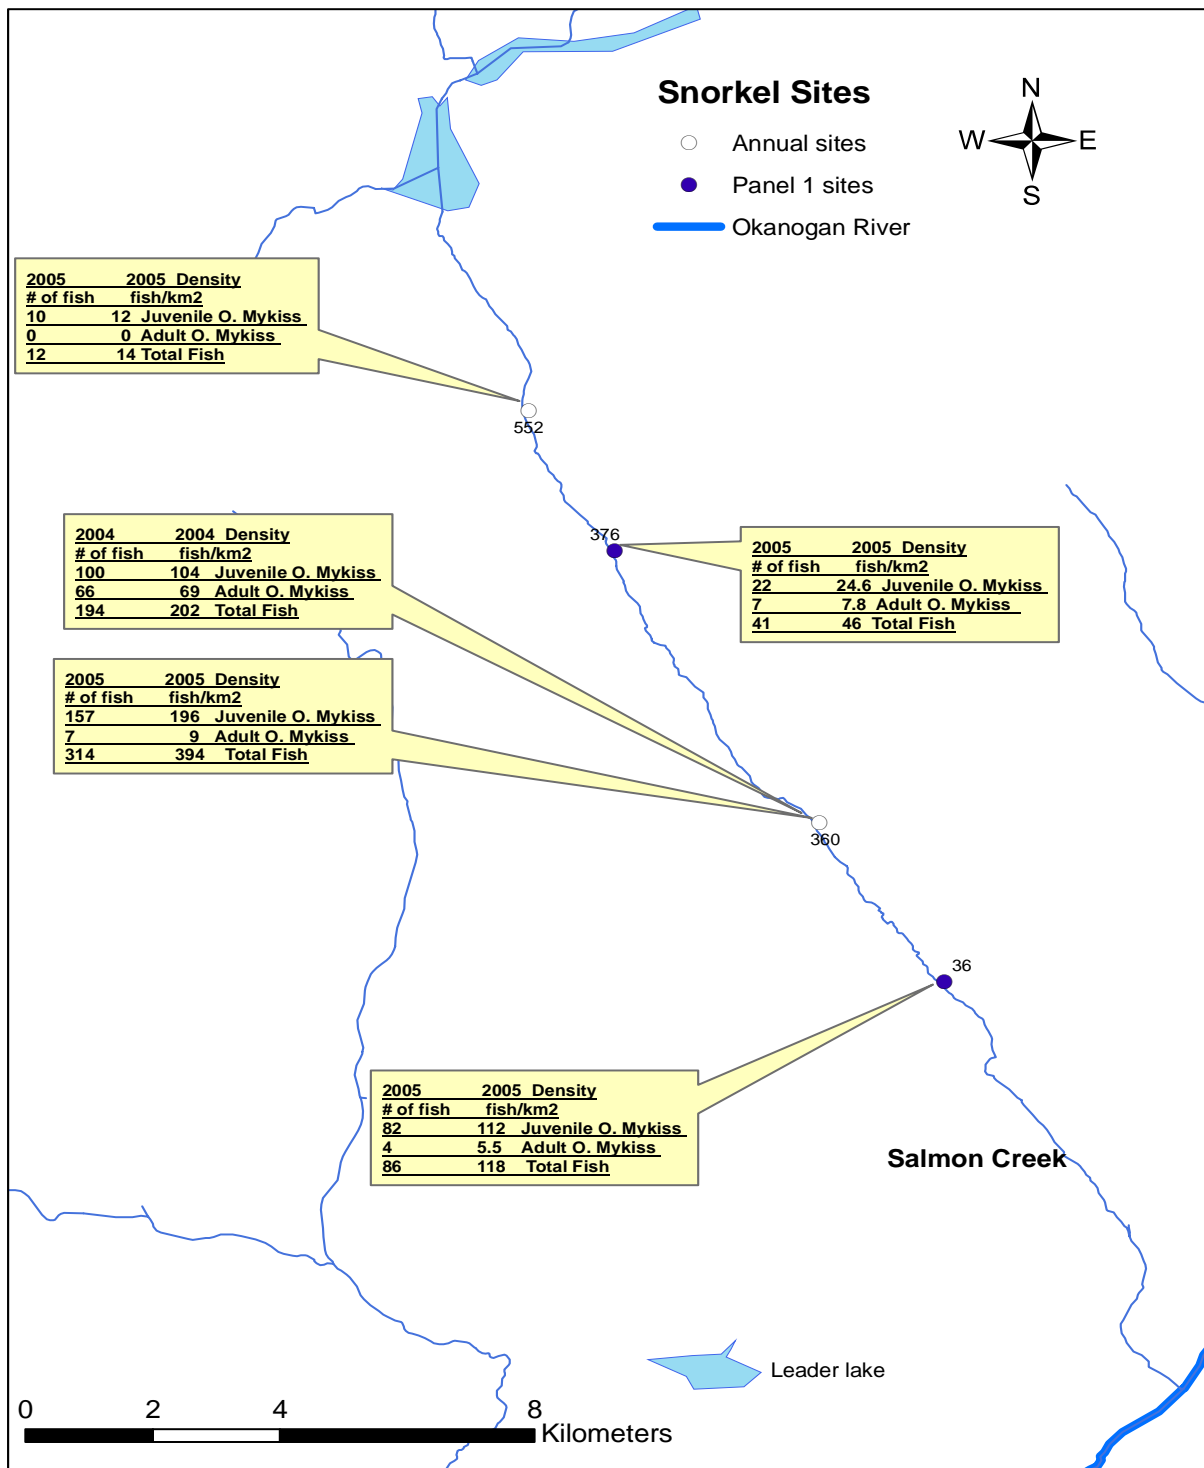 Snorkel Sites
Annual sites
Panel 1 sites
Okanogan River
N
W E
S
2005 2005 Density
# of fish fish/km2
10 12 Juvenile O. Mykiss
0 0 Adult O. Mykiss
12 14 Total Fish
552
2004 2004 Density
# of fish fish/km2
100 104 Juvenile O. Mykiss
66 69 Adult O. Mykiss
194 202 Total Fish
376
2005 2005 Density
# of fish fish/km2
22 24.6 Juvenile O. Mykiss
7 7.8 Adult O. Mykiss
41 46 Total Fish
2005 2005 Density
# of fish fish/km2
157 196 Juvenile O. Mykiss
7 9 Adult O. Mykiss
314 394 Total Fish
360
36
2005 2005 Density
# of fish fish/km2
82 112 Juvenile O. Mykiss
4 5.5 Adult O. Mykiss
86 118 Total Fish
Salmon Creek
Leader lake
0 2 4 8
Kilometers